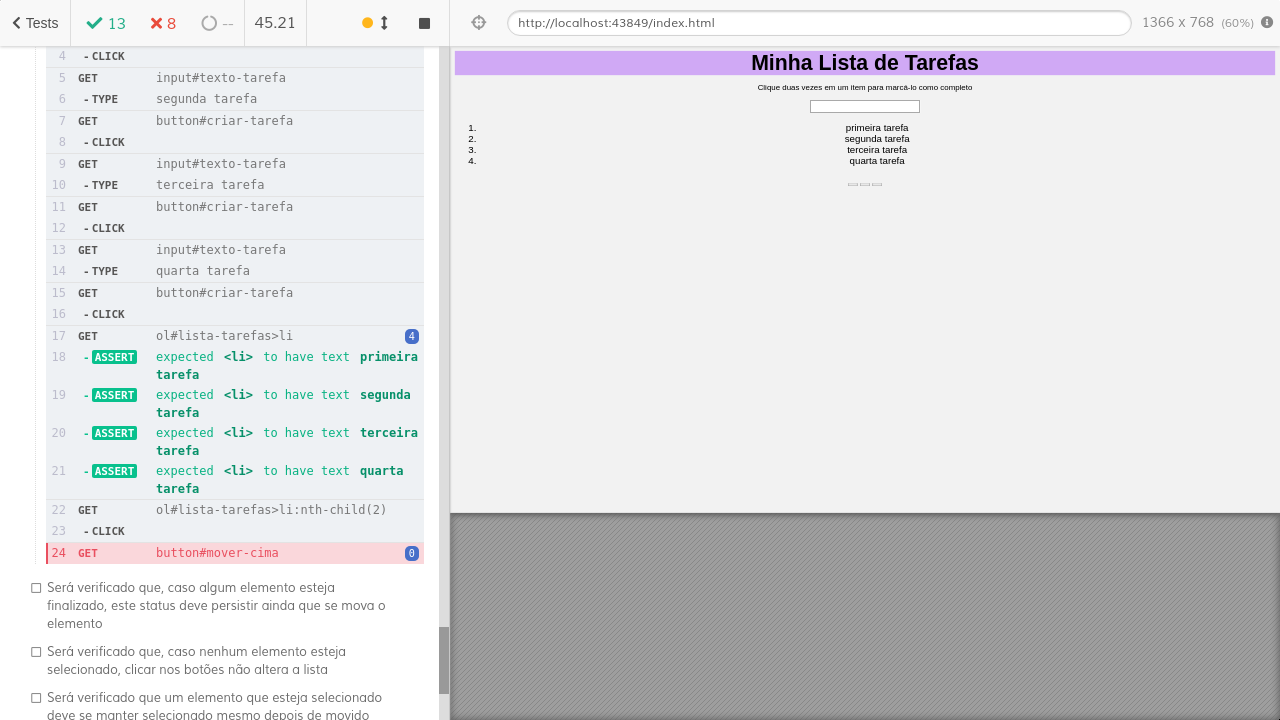 Tests 13 8 -- 45.21
4 - CLICK
5 GET input#texto-tarefa
6 - TYPE segunda tarefa
7 GET button#criar-tarefa
8 - CLICK
9 GET input#texto-tarefa
10 - TYPE terceira tarefa
11 GET button#criar-tarefa
12 - CLICK
13 GET input#texto-tarefa
14 - TYPE quarta tarefa
15 GET button#criar-tarefa
16 - CLICK
17 GET ol#lista-tarefas>li 4
18 - ASSERT expected <li> to have text primeira
tarefa
19 - ASSERT expected <li> to have text segunda
tarefa
20 - ASSERT expected <li> to have text terceira
tarefa
21 - ASSERT expected <li> to have text quarta
tarefa
22 GET ol#lista-tarefas>li:nth-child(2)
23 - CLICK
24 GET button#mover-cima 0
Será verificado que, caso algum elemento esteja
finalizado, este status deve persistir ainda que se mova o
elemento
Será verificado que, caso nenhum elemento esteja
selecionado, clicar nos botões não altera a lista
Será verificado que um elemento que esteja selecionado
deve se manter selecionado mesmo depois de movido
http://localhost:43849/index.html 1366 x 768 (60%)
Minha Lista de Tarefas
Clique duas vezes em um item para marcá-lo como completo
1. primeira tarefa
2. segunda tarefa
3. terceira tarefa
4. quarta tarefa